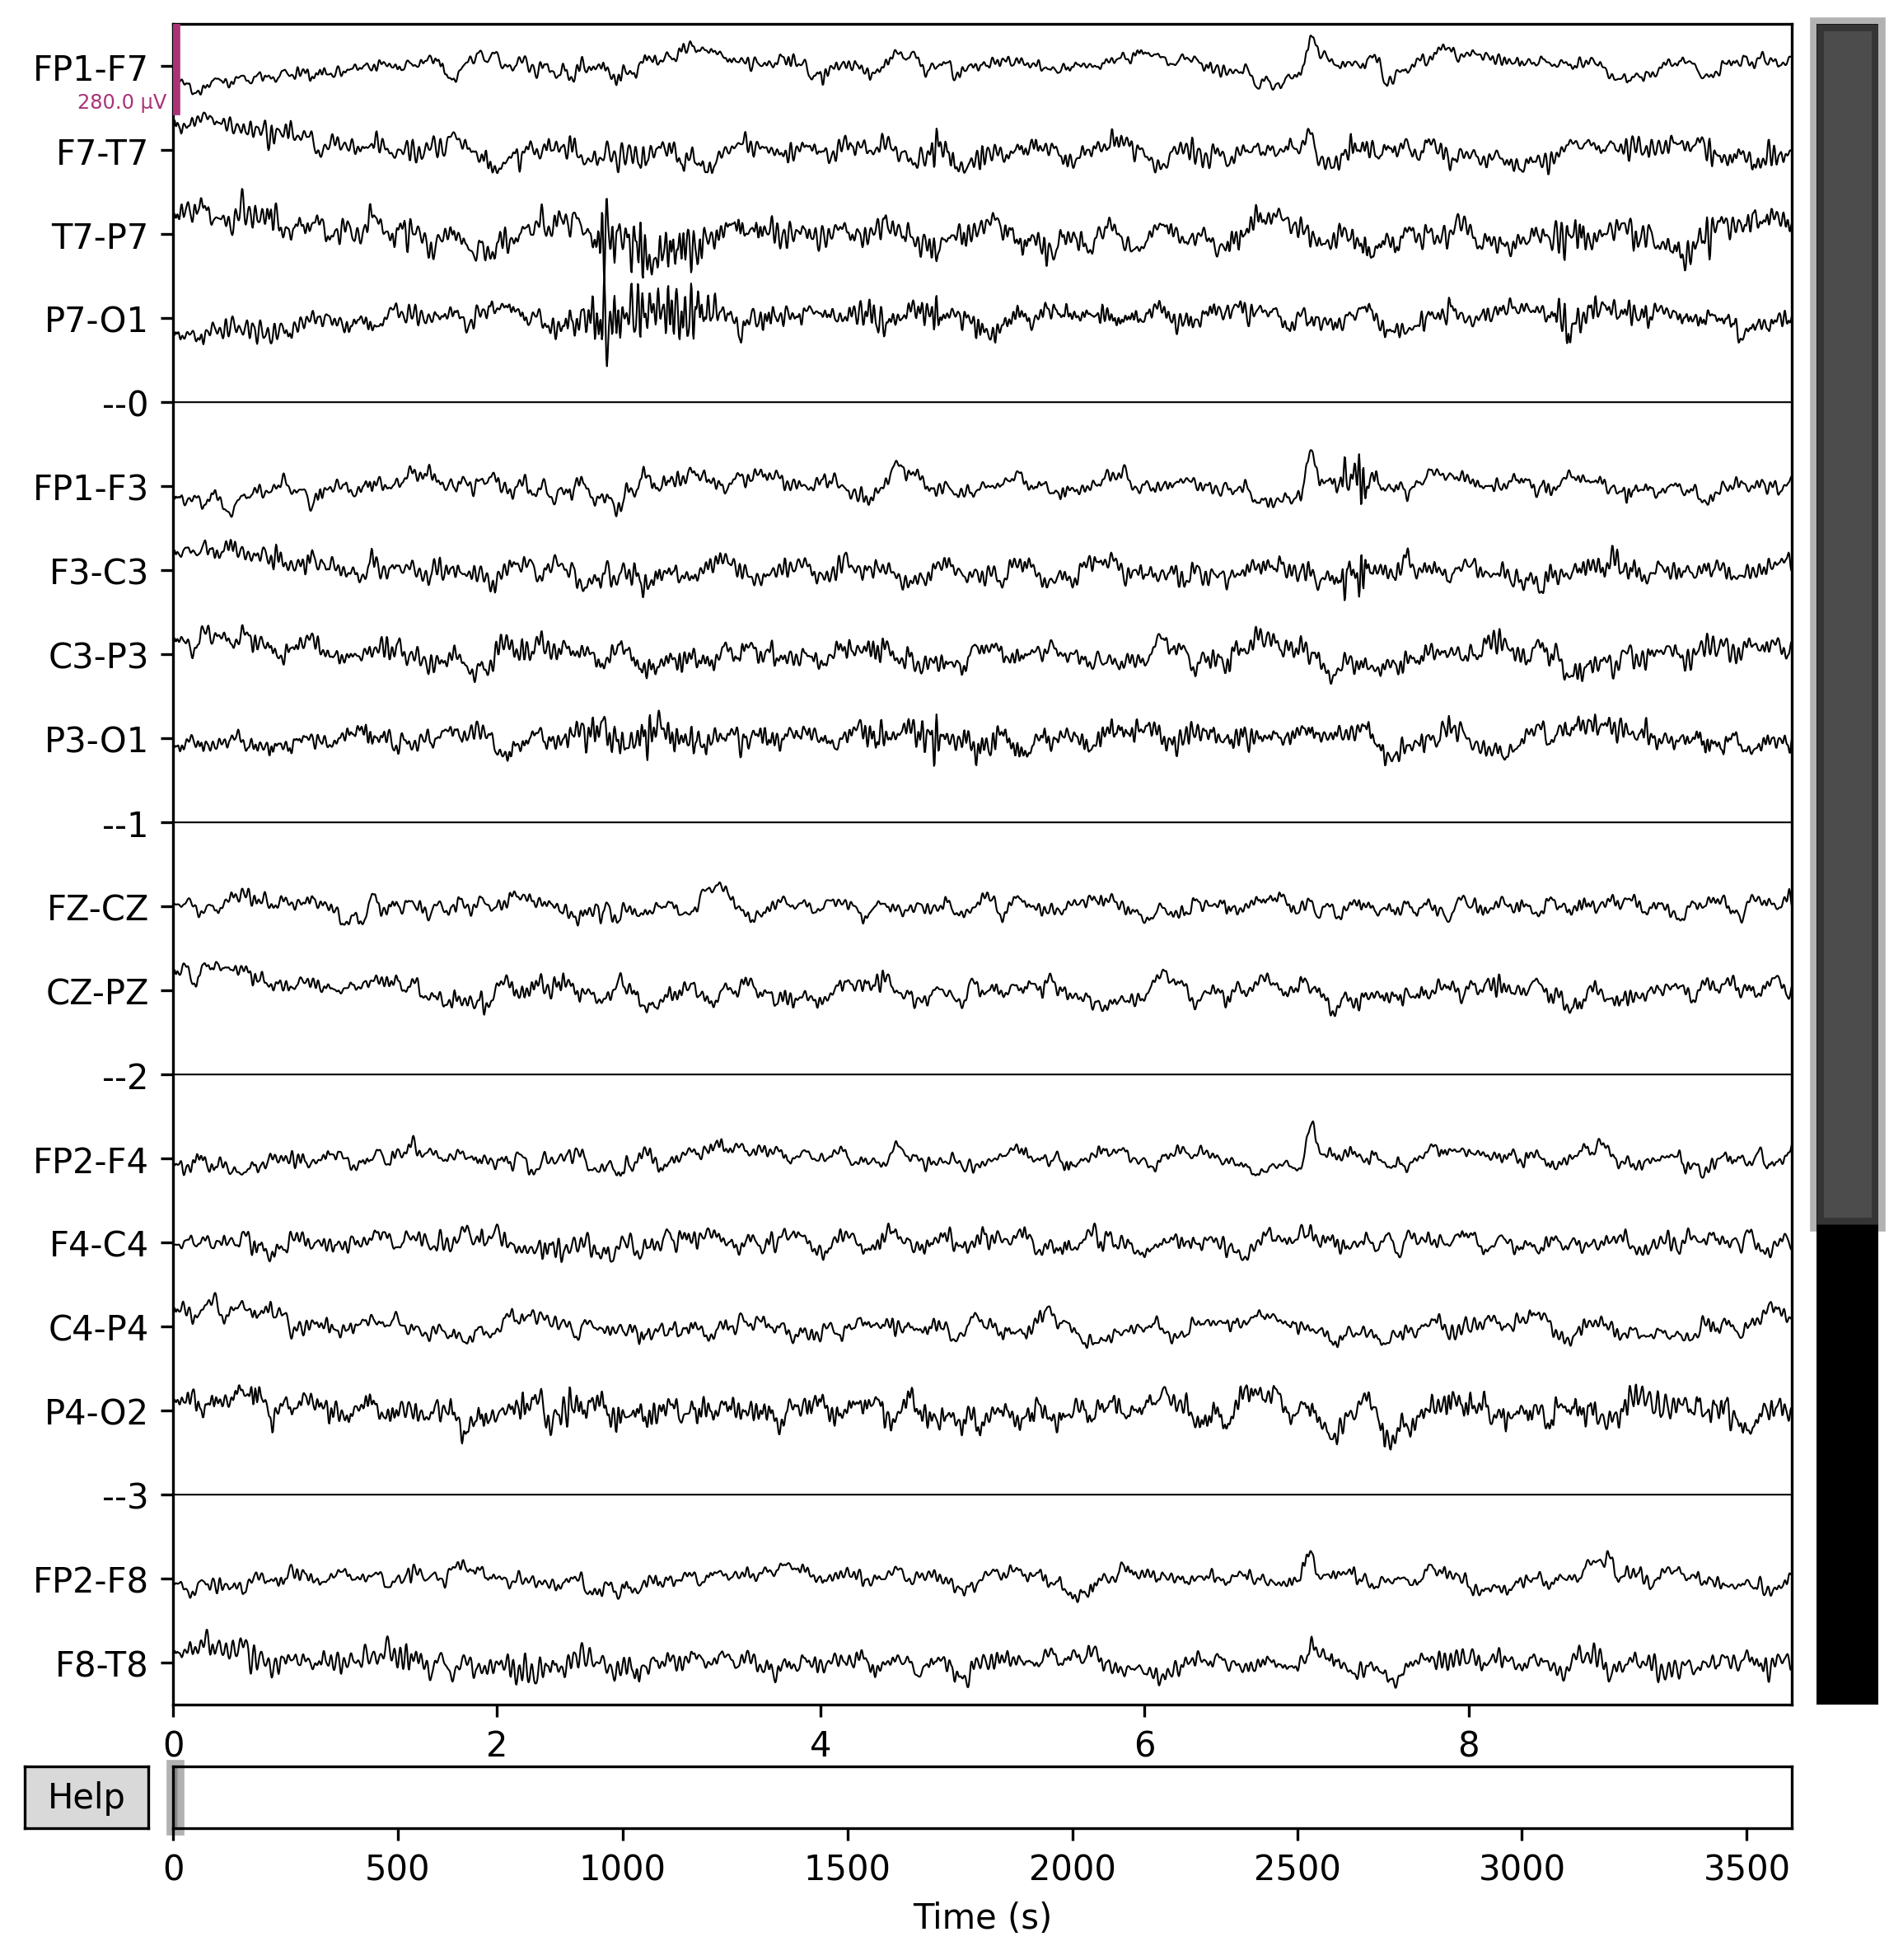 FP1-F7
280.0 µV
F7-T7
T7-P7
P7-O1
--0
FP1-F3
F3-C3
C3-P3
P3-O1
--1
FZ-CZ
CZ-PZ
--2
FP2-F4
F4-C4
C4-P4
P4-O2
--3
FP2-F8
F8-T8
0 2 4 6 8
Help
0 500 1000 1500 2000 2500 3000 3500
Time (s)